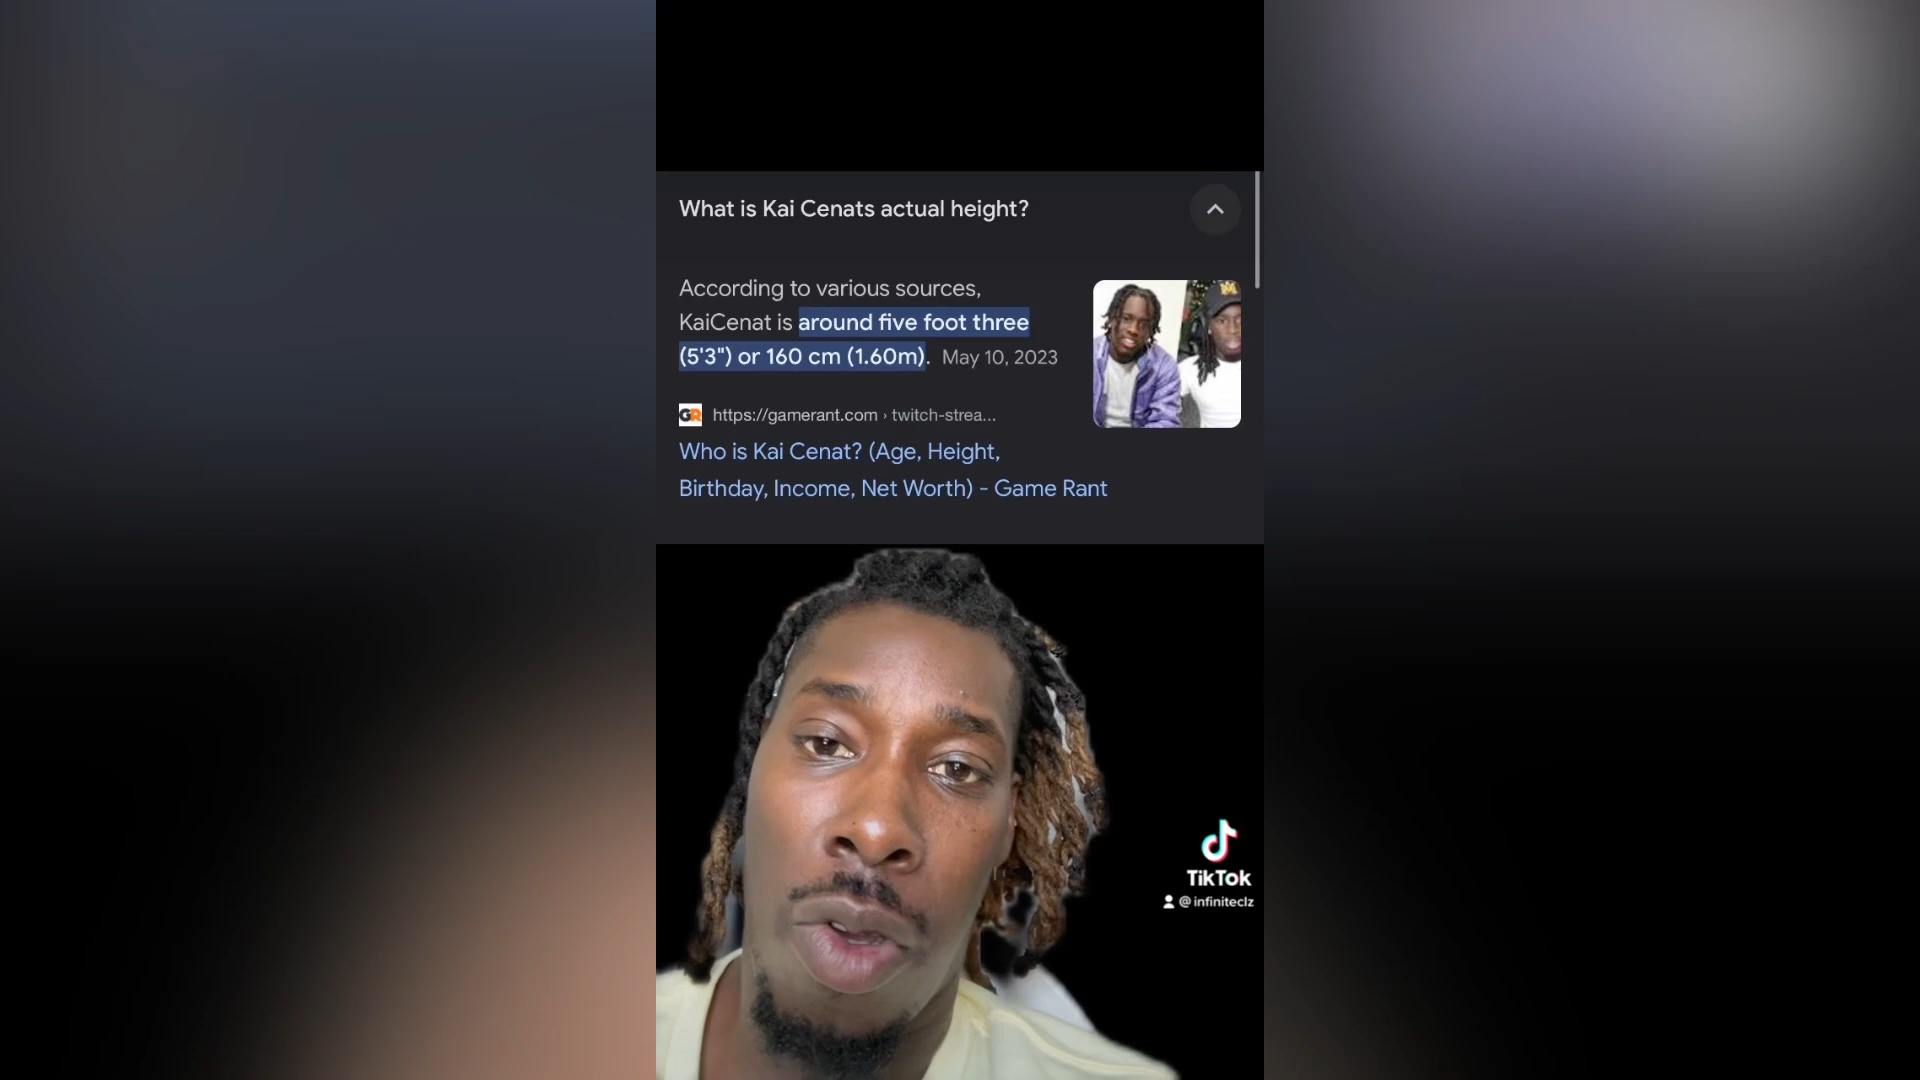 What is Kai Cenats actual height?
According to various sources,
KaiCenat is around five foot three
(5'3") or 160 cm (1.60m). May 10, 2023
GR https://gamerant.com › twitch-strea...
Who is Kai Cenat? (Age, Height,
Birthday, Income, Net Worth) - Game Rant
TikTok
@infiniteclz